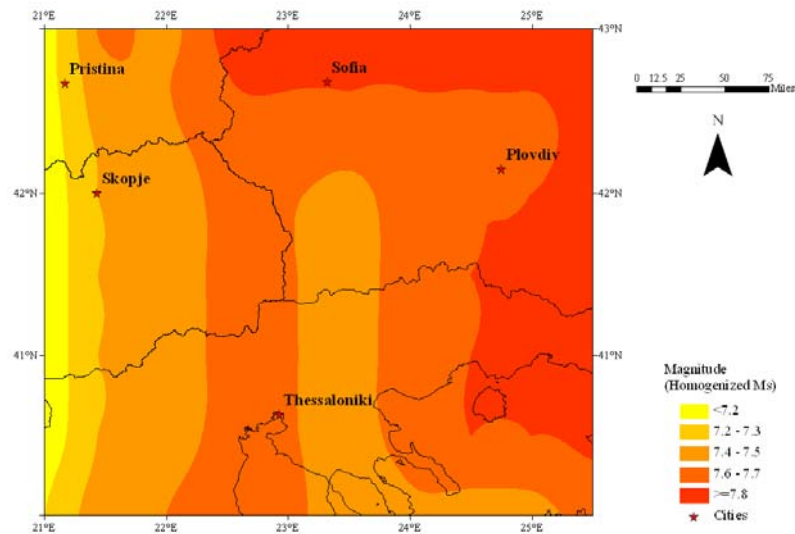 21°E 22°E 23°E 24°E 25°E
43°N 43°N
Pristina
Sofia
0 12.5 25 50 75 Miles
N
Plovdiv
Skopje
42°N 42°N
41°N 41°N
Thessaloniki
Magnitude
(Homogenized Ms)
<7.2
7.2 - 7.3
7.4 - 7.5
7.6 - 7.7
>=7.8
Cities
21°E 22°E 23°E 24°E 25°E